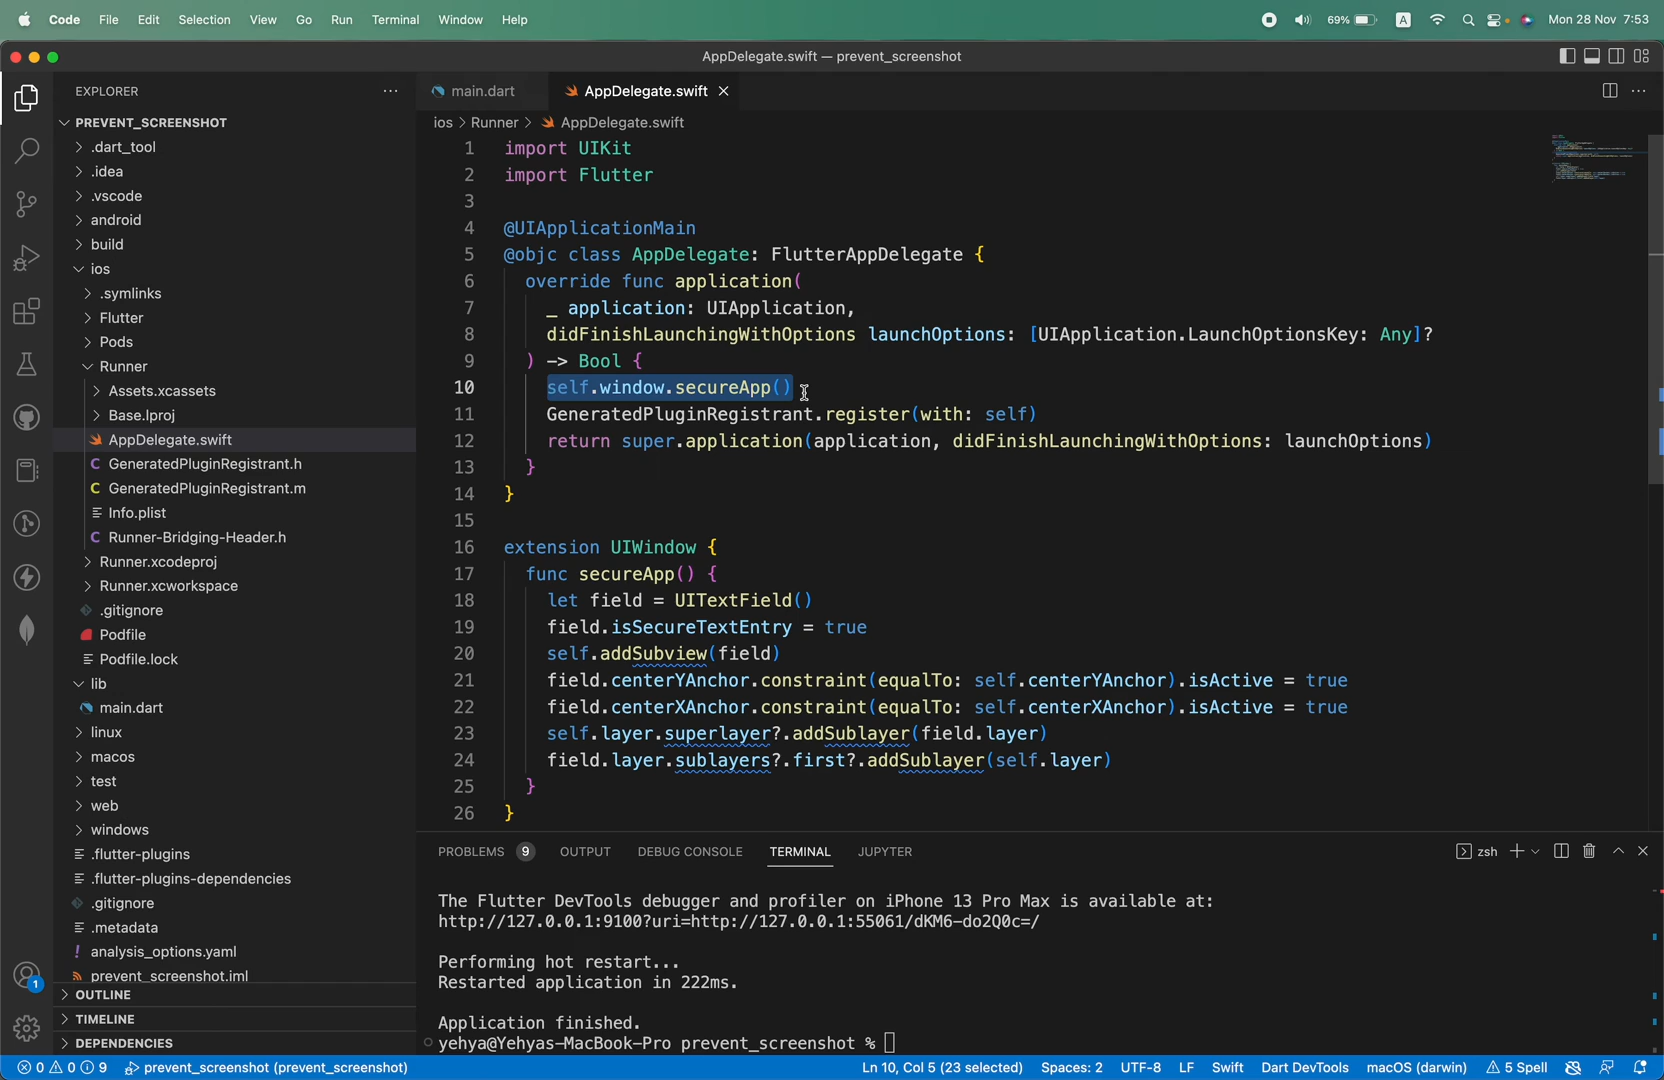 Code File Edit Selection View Go Run Terminal Window Help 69% A Mon 28 Nov 7:53
AppDelegate.swift — prevent_screenshot
EXPLORER
PREVENT_SCREENSHOT
.dart_tool
.idea
.vscode
android
build
ios
.symlinks
Flutter
Pods
Runner
Assets.xcassets
Base.lproj
AppDelegate.swift
C GeneratedPluginRegistrant.h
C GeneratedPluginRegistrant.m
Info.plist
C Runner-Bridging-Header.h
Runner.xcodeproj
Runner.xcworkspace
.gitignore
Podfile
Podfile.lock
lib
main.dart
linux
macos
test
web
windows
.flutter-plugins
.flutter-plugins-dependencies
.gitignore
.metadata
! analysis_options.yaml
prevent_screenshot.iml
OUTLINE
TIMELINE
DEPENDENCIES
1
main.dart AppDelegate.swift
ios > Runner > AppDelegate.swift
1 import UIKit
2 import Flutter
3
4 @UIApplicationMain
5 @objc class AppDelegate: FlutterAppDelegate {
6 override func application(
7 _ application: UIApplication,
8 didFinishLaunchingWithOptions launchOptions: [UIApplication.LaunchOptionsKey: Any]?
9 ) -> Bool {
10 self.window.secureApp()
11 GeneratedPluginRegistrant.register(with: self)
12 return super.application(application, didFinishLaunchingWithOptions: launchOptions)
13 }
14 }
15
16 extension UIWindow {
17 func secureApp() {
18 let field = UITextField()
19 field.isSecureTextEntry = true
20 self.addSubview(field)
21 field.centerYAnchor.constraint(equalTo: self.centerYAnchor).isActive = true
22 field.centerXAnchor.constraint(equalTo: self.centerXAnchor).isActive = true
23 self.layer.superlayer?.addSublayer(field.layer)
24 field.layer.sublayers?.first?.addSublayer(self.layer)
25 }
26 }
PROBLEMS 9 OUTPUT DEBUG CONSOLE TERMINAL JUPYTER zsh
The Flutter DevTools debugger and profiler on iPhone 13 Pro Max is available at:
http://127.0.0.1:9100?uri=http://127.0.0.1:55061/dKM6-do2Q0c=/
Performing hot restart...
Restarted application in 222ms.
Application finished.
yehya@Yehyas-MacBook-Pro prevent_screenshot %
0 0 9 prevent_screenshot (prevent_screenshot) Ln 10, Col 5 (23 selected) Spaces: 2 UTF-8 LF Swift Dart DevTools macOS (darwin) 5 Spell